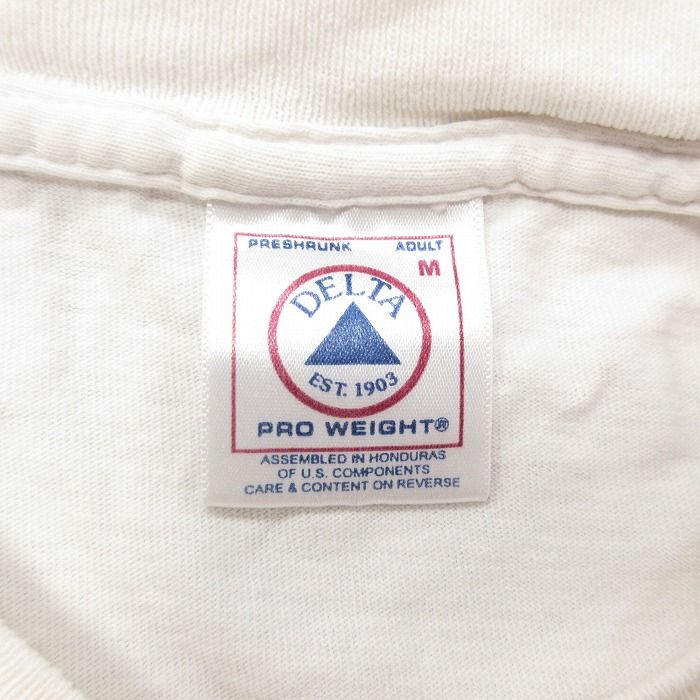 PRESHRUNK ADULT
M
DELTA
EST. 1903
PRO WEIGHT®
ASSEMBLED IN HONDURAS
OF U.S. COMPONENTS
CARE & CONTENT ON REVERSE